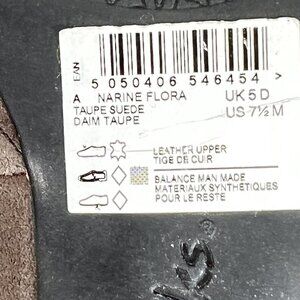 EAN
5 050406 546454 >
A NARINE FLORA UK 5 D
TAUPE SUEDE US 7½ M
DAIM TAUPE
LEATHER UPPER
TIGE DE CUIR
BALANCE MAN MADE
MATERIAUX SYNTHETIQUES
POUR LE RESTE